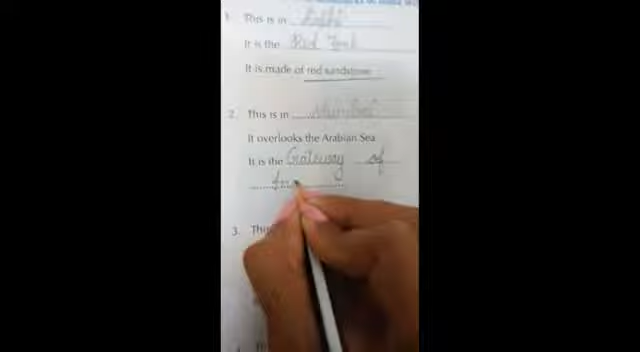 1. This is in Delhi
It is the Red Fort
It is made of red sandstone
2. This is in Mumbai
It overlooks the Arabian Sea
It is the Gateway of
3. This